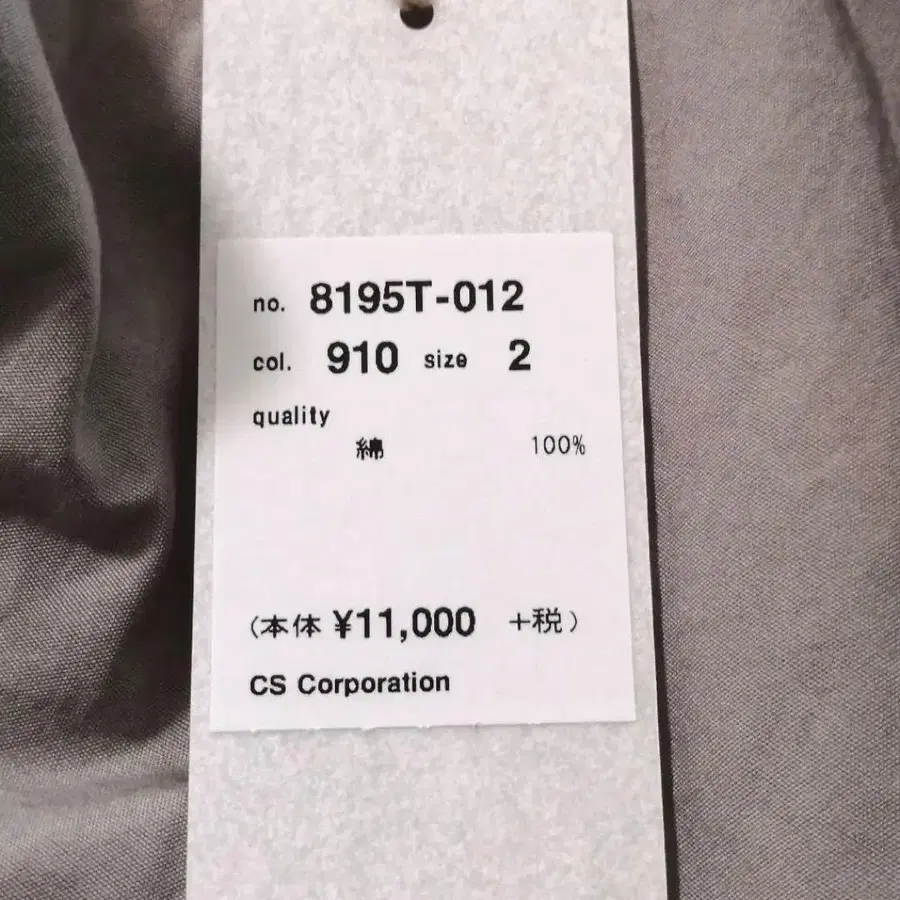 no. 8195T-012
col. 910 size 2
quality
綿 100%
(本体 ¥11,000 +税)
CS Corporation